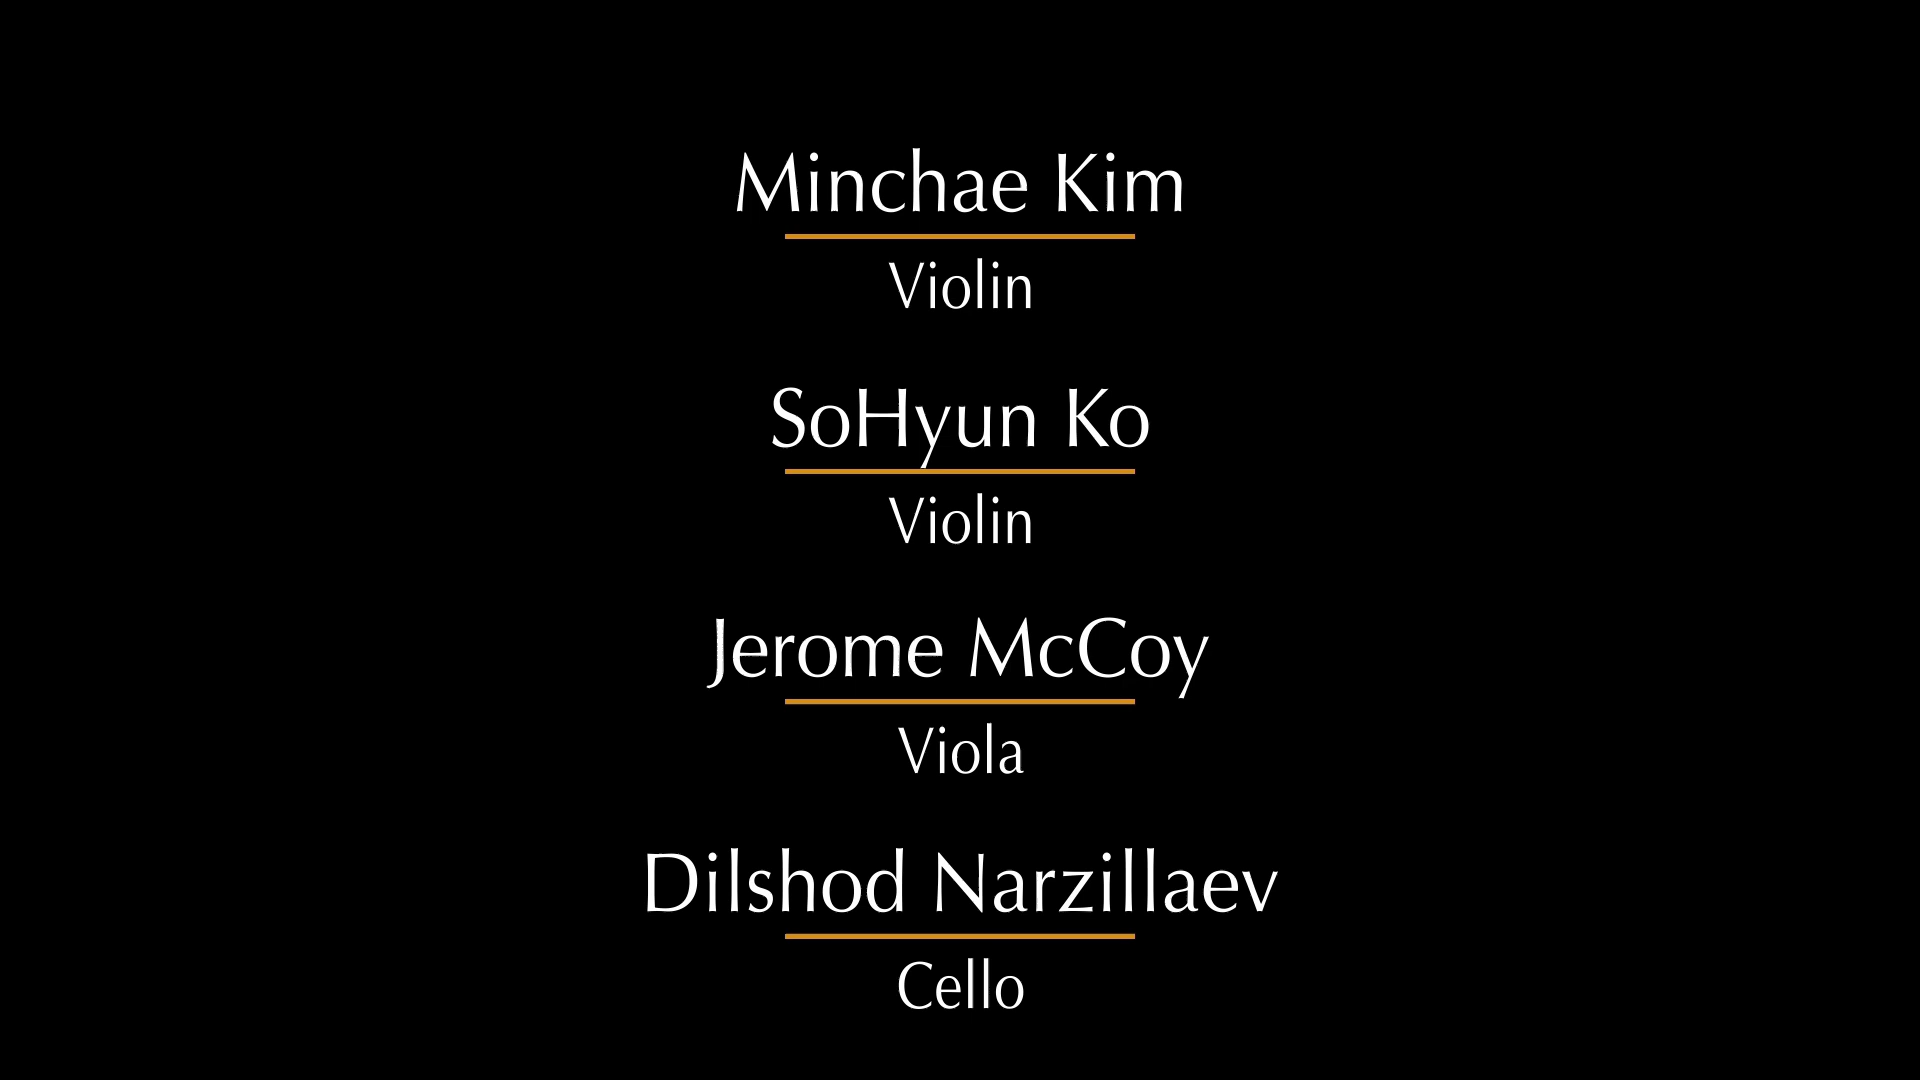 Minchae Kim
Violin
SoHyun Ko
Violin
Jerome McCoy
Viola
Dilshod Narzillaev
Cello